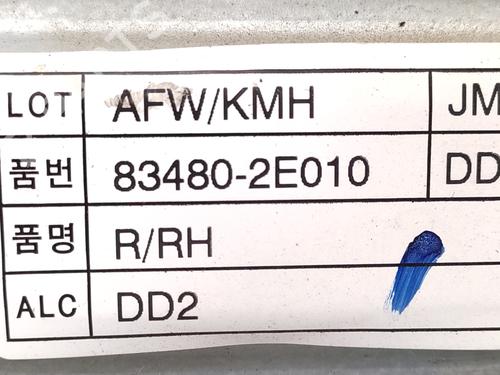 LOT AFW/KMH JM
품번 83480-2E010 DD
품명 R/RH
ALC DD2